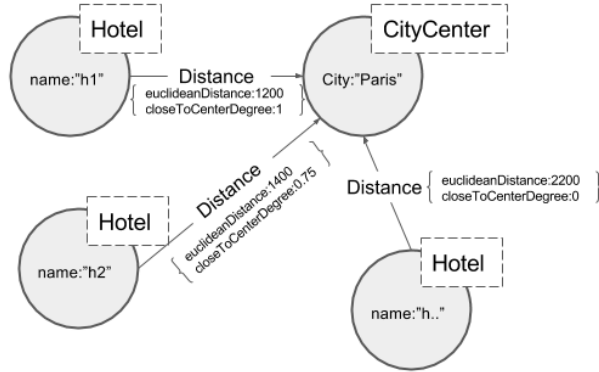 Hotel
CityCenter
name:"h1"
Distance
City:"Paris"
euclideanDistance:1200
closeToCenterDegree:1
Distance
euclideanDistance:1400
closeToCenterDegree:0.75
Distance
euclideanDistance:2200
closeToCenterDegree:0
Hotel
name:"h2"
Hotel
name:"h.."